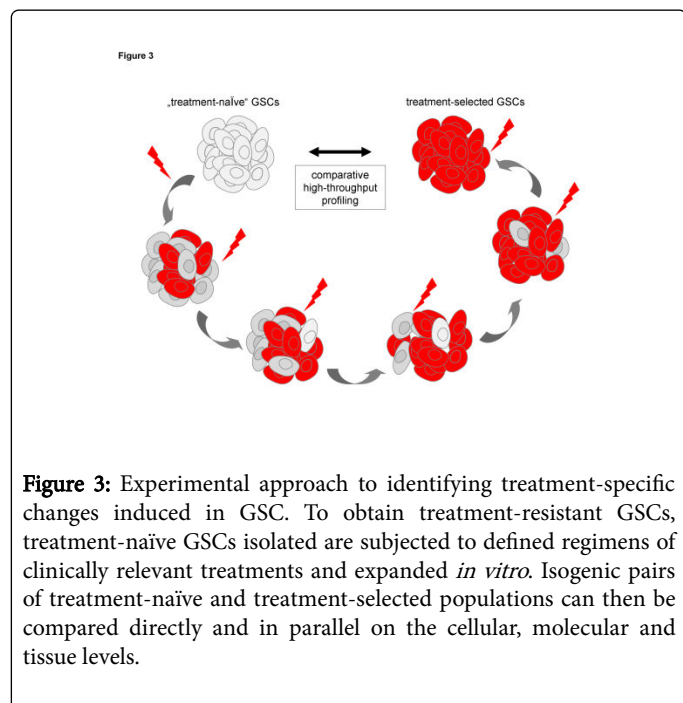 Figure 3
„treatment-naÏve“ GSCs
treatment-selected GSCs
comparative
high-throughput
profiling
Figure 3: Experimental approach to identifying treatment-specific
changes induced in GSC. To obtain treatment-resistant GSCs,
treatment-naïve GSCs isolated are subjected to defined regimens of
clinically relevant treatments and expanded in vitro. Isogenic pairs
of treatment-naïve and treatment-selected populations can then be
compared directly and in parallel on the cellular, molecular and
tissue levels.